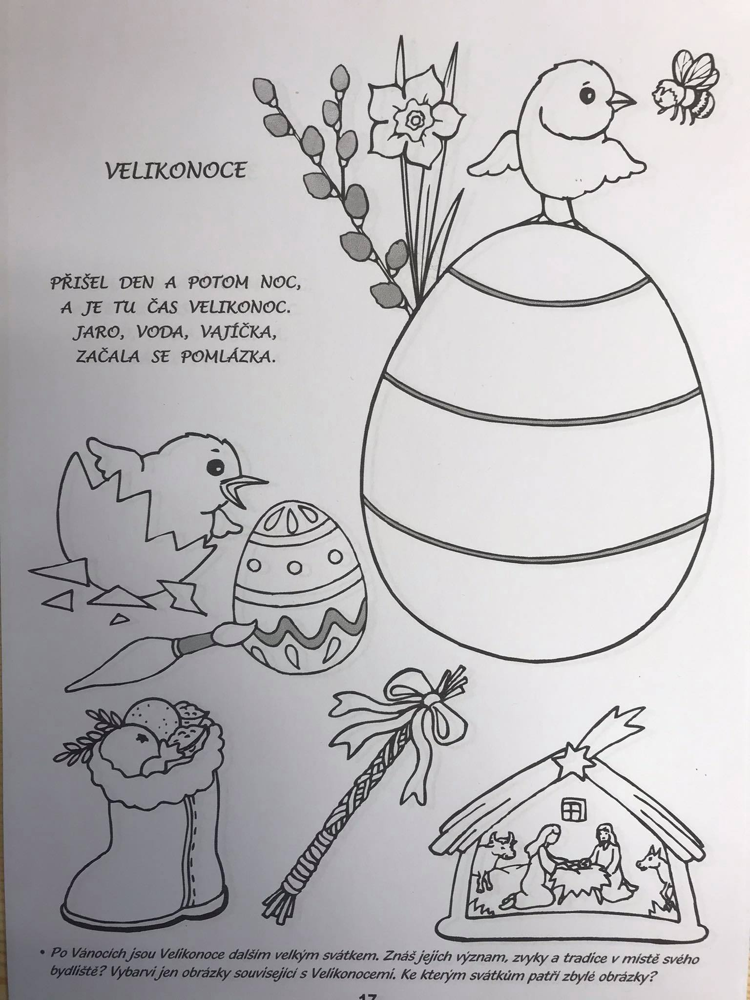 VELIKONOCE
PŘIŠEL DEN A POTOM NOC,
A JE TU ČAS VELIKONOC.
JARO, VODA, VAJÍČKA,
ZAČALA SE POMLÁZKA.
• Po Vánocích jsou Velikonoce dalším velkým svátkem. Znáš jejich význam, zvyky a tradice v místě svého
bydliště? Vybarvi jen obrázky související s Velikonocemi. Ke kterým svátkům patří zbylé obrázky?
17